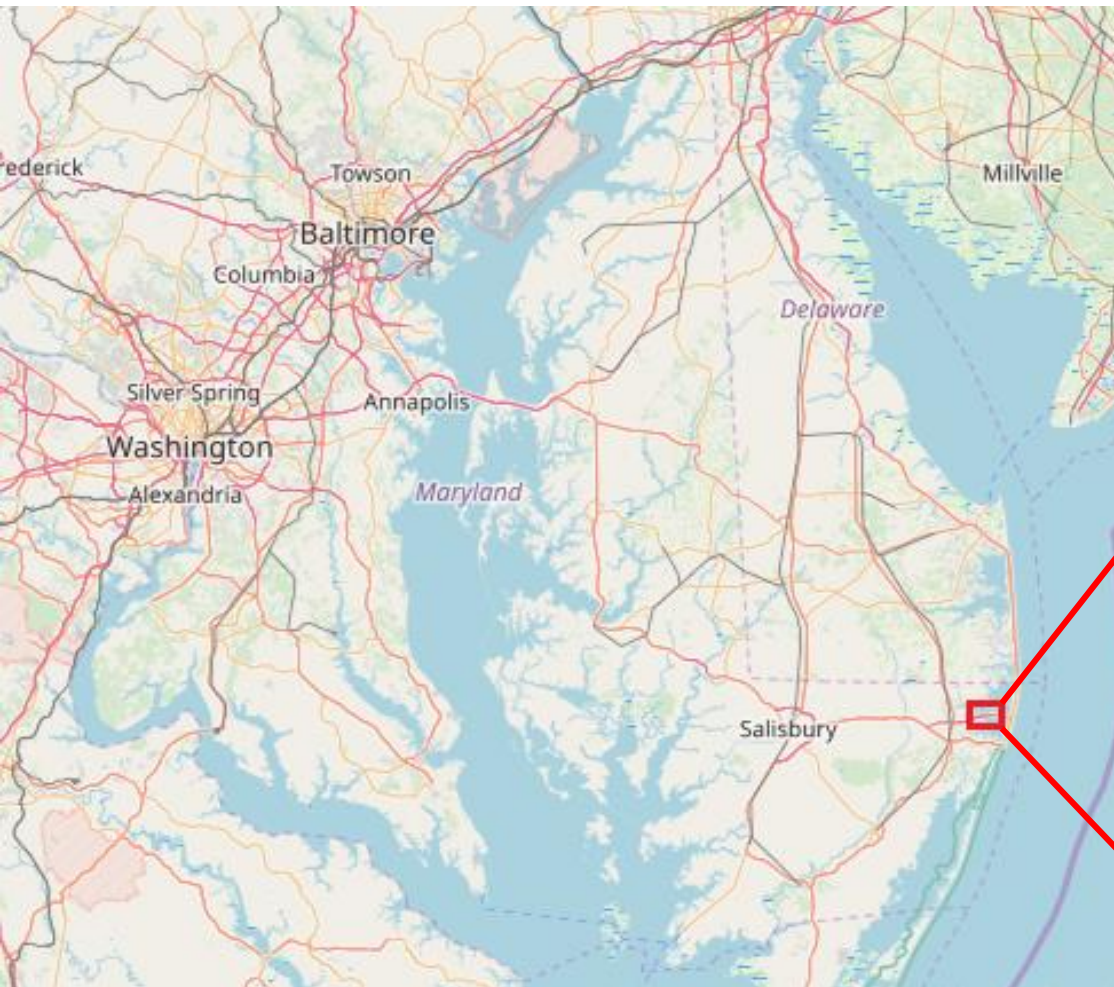 rederick
Towson
Millville
Baltimore
Columbia
Delaware
Silver Spring
Annapolis
Washington
Maryland
Alexandria
Salisbury